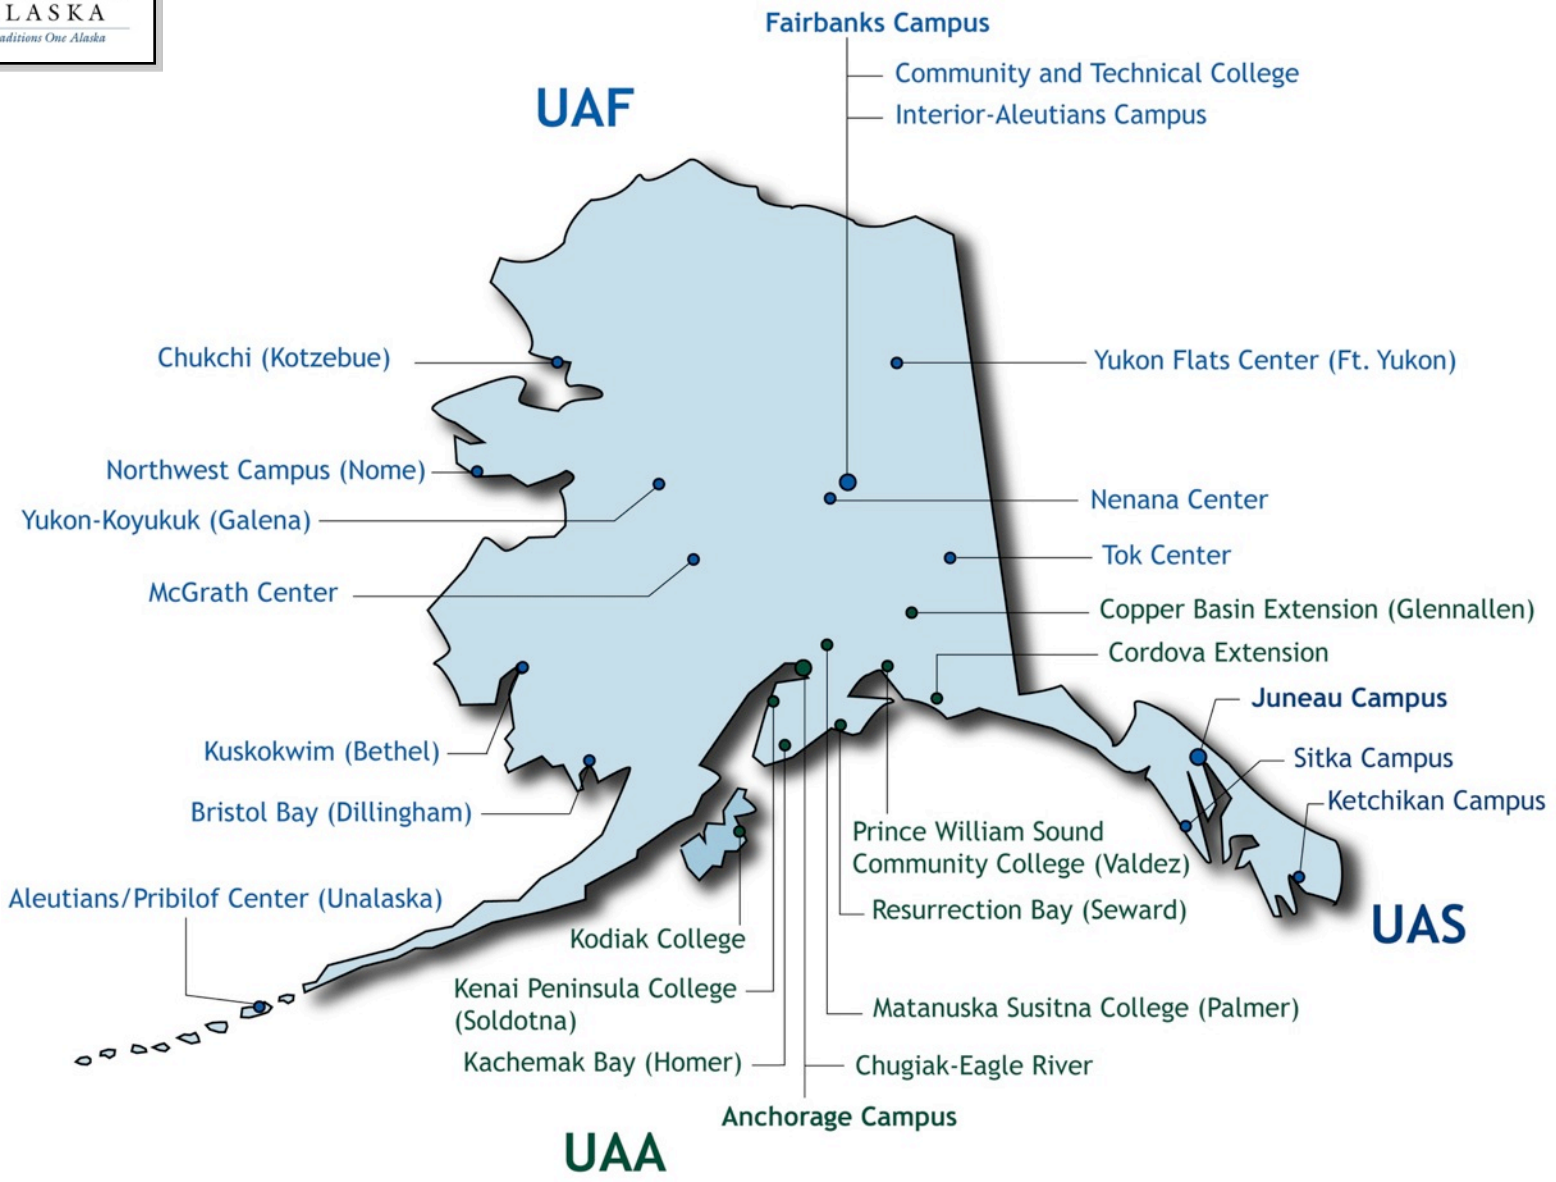 LASKA
aditions One Alaska
Fairbanks Campus
Community and Technical College
Interior-Aleutians Campus
UAF
Chukchi (Kotzebue)
Yukon Flats Center (Ft. Yukon)
Northwest Campus (Nome)
Yukon-Koyukuk (Galena)
Nenana Center
Tok Center
McGrath Center
Copper Basin Extension (Glennallen)
Cordova Extension
Juneau Campus
Kuskokwim (Bethel)
Sitka Campus
Bristol Bay (Dillingham)
Ketchikan Campus
Prince William Sound
Community College (Valdez)
Aleutians/Pribilof Center (Unalaska)
Resurrection Bay (Seward)
UAS
Kodiak College
Kenai Peninsula College
(Soldotna)
Matanuska Susitna College (Palmer)
Kachemak Bay (Homer)
Chugiak-Eagle River
Anchorage Campus
UAA